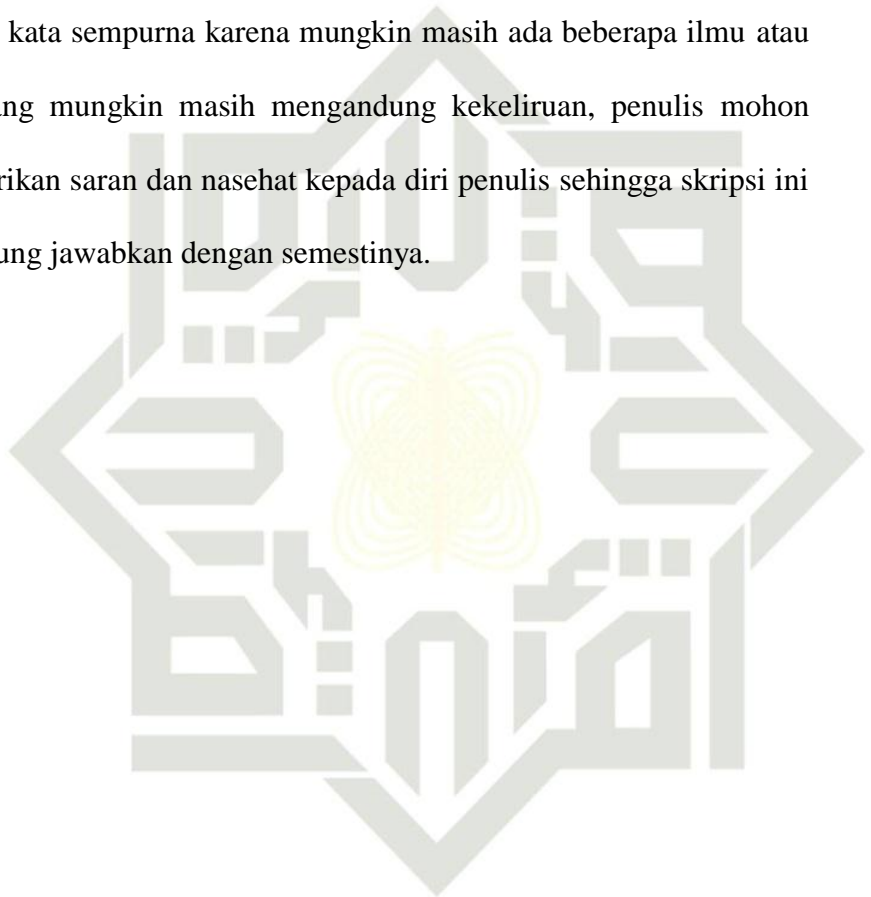 kata sempurna karena mungkin masih ada beberapa ilmu atau
ang mungkin masih mengandung kekeliruan, penulis mohon
rikan saran dan nasehat kepada diri penulis sehingga skripsi ini
ung jawabkan dengan semestinya.